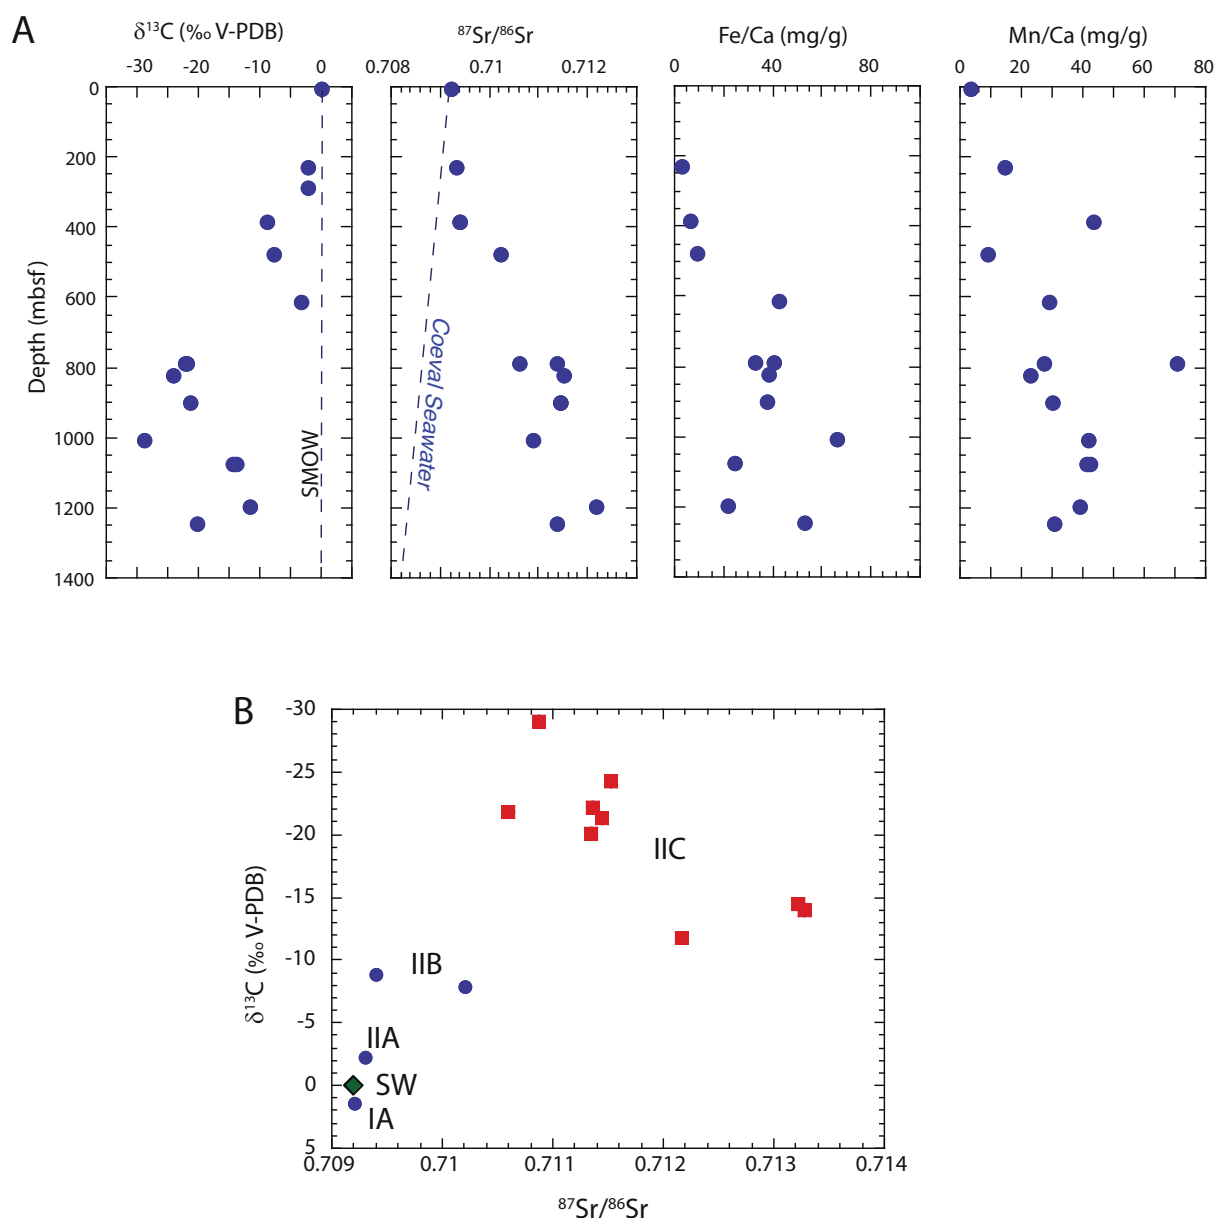 A
δ¹³C (‰ V-PDB)
⁸⁷Sr/⁸⁶Sr
Fe/Ca (mg/g)
Mn/Ca (mg/g)
-30 -20 -10 0
0.708 0.71 0.712
0 40 80
0 20 40 60 80
0
200
400
600
800
1000
1200
1400
Depth (mbsf)
SMOW
Coeval Seawater
B
-30
-25
-20
-15
-10
-5
0
5
δ¹³C (‰ V-PDB)
IIC
IIB
IIA
SW
IA
0.709 0.71 0.711 0.712 0.713 0.714
⁸⁷Sr/⁸⁶Sr